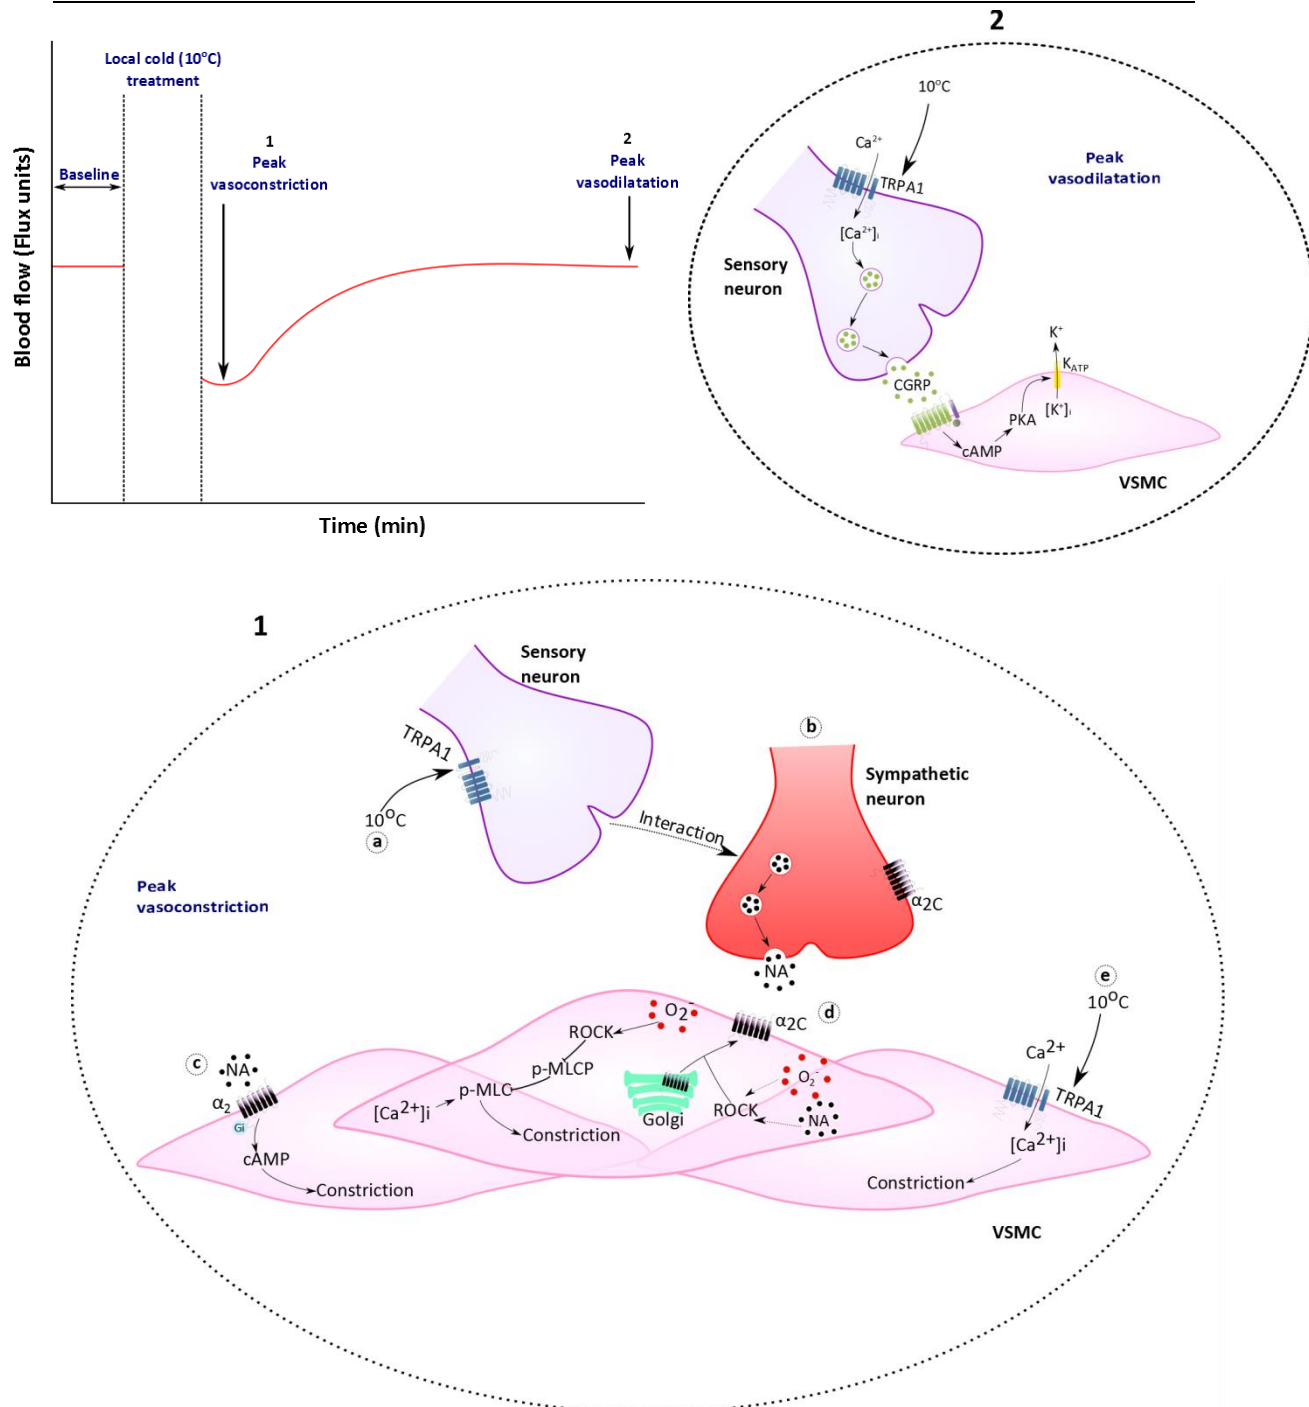 Local cold (10°C)
treatment
Baseline
1
Peak
vasoconstriction
2
Peak
vasodilatation
Blood flow (Flux units)
Time (min)
2
10°C
Ca2+
TRPA1
[Ca2+]i
Sensory
neuron
Peak
vasodilatation
CGRP
cAMP
PKA
K+
KATP
[K+]i
VSMC
1
Sensory
neuron
TRPA1
10°C
a
Interaction
b
Sympathetic
neuron
α2C
NA
Peak
vasoconstriction
c
NA
α2
Gi
cAMP
Constriction
O2-
ROCK
p-MLCP
p-MLC
[Ca2+]i
Constriction
α2C
d
Golgi
ROCK
O2-
NA
e
10°C
Ca2+
TRPA1
[Ca2+]i
Constriction
VSMC